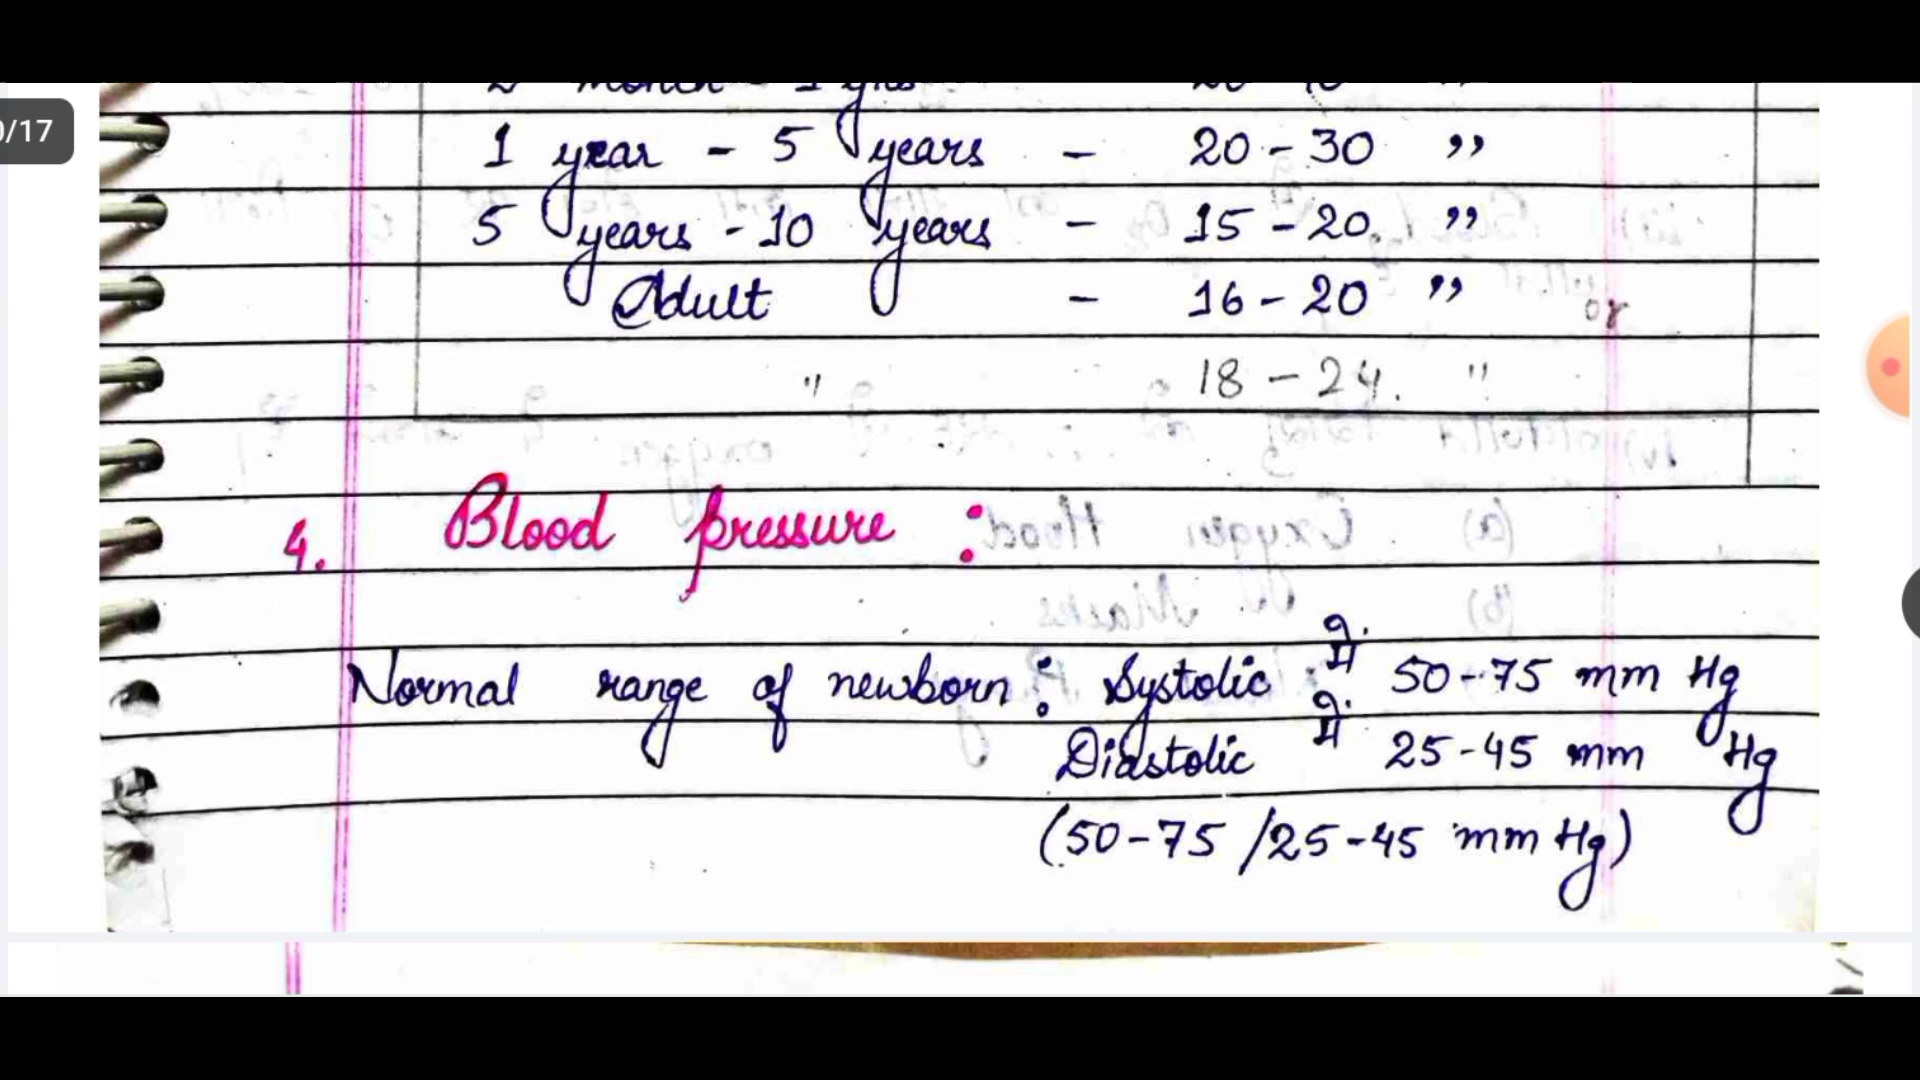 /17
1 year - 5 years - 20-30 ”
5 years -10 years - 15-20 ”
Adult - 16-20 ” or
" 18-24. "
4. Blood pressure :
Normal range of newborn : Systolic में 50-75 mm Hg
Diastolic में 25-45 mm Hg
(50-75 /25-45 mm Hg)